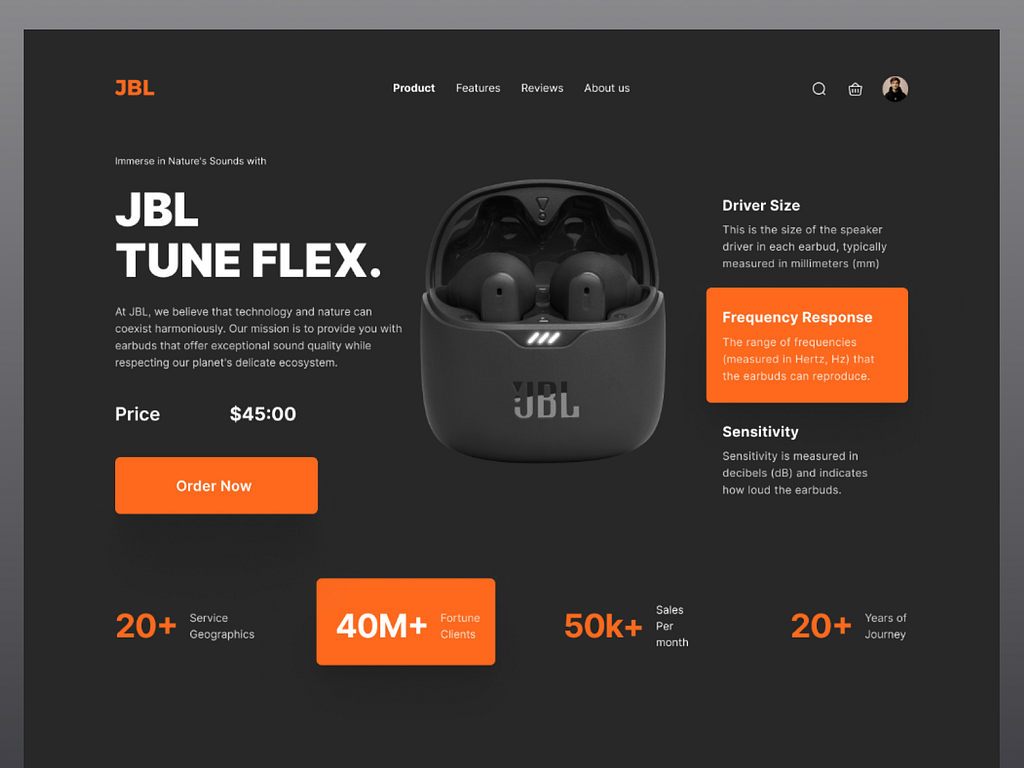 JBL
Product Features Reviews About us
Immerse in Nature's Sounds with
JBL
TUNE FLEX.
At JBL, we believe that technology and nature can
coexist harmoniously. Our mission is to provide you with
earbuds that offer exceptional sound quality while
respecting our planet's delicate ecosystem.
Price $45:00
Order Now
JBL
Driver Size
This is the size of the speaker
driver in each earbud, typically
measured in millimeters (mm)
Frequency Response
The range of frequencies
(measured in Hertz, Hz) that
the earbuds can reproduce.
Sensitivity
Sensitivity is measured in
decibels (dB) and indicates
how loud the earbuds.
20+
Service
Geographics
40M+
Fortune
Clients
50k+
Sales
Per
month
20+
Years of
Journey